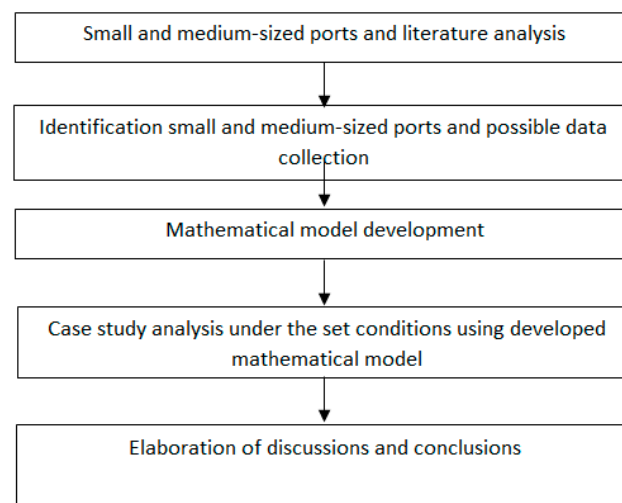 Small and medium-sized ports and literature analysis
Identification small and medium-sized ports and possible data
collection
Mathematical model development
Case study analysis under the set conditions using developed
mathematical model
Elaboration of discussions and conclusions